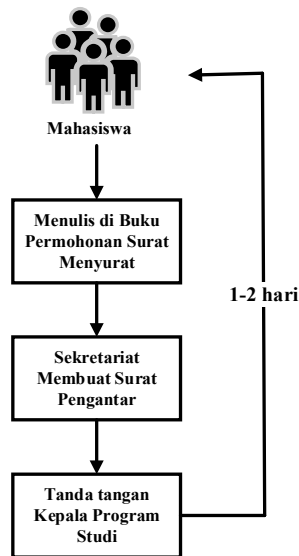 Mahasiswa
Menulis di Buku
Permohonan Surat
Menyurat
1-2 hari
Sekretariat
Membuat Surat
Pengantar
Tanda tangan
Kepala Program
Studi